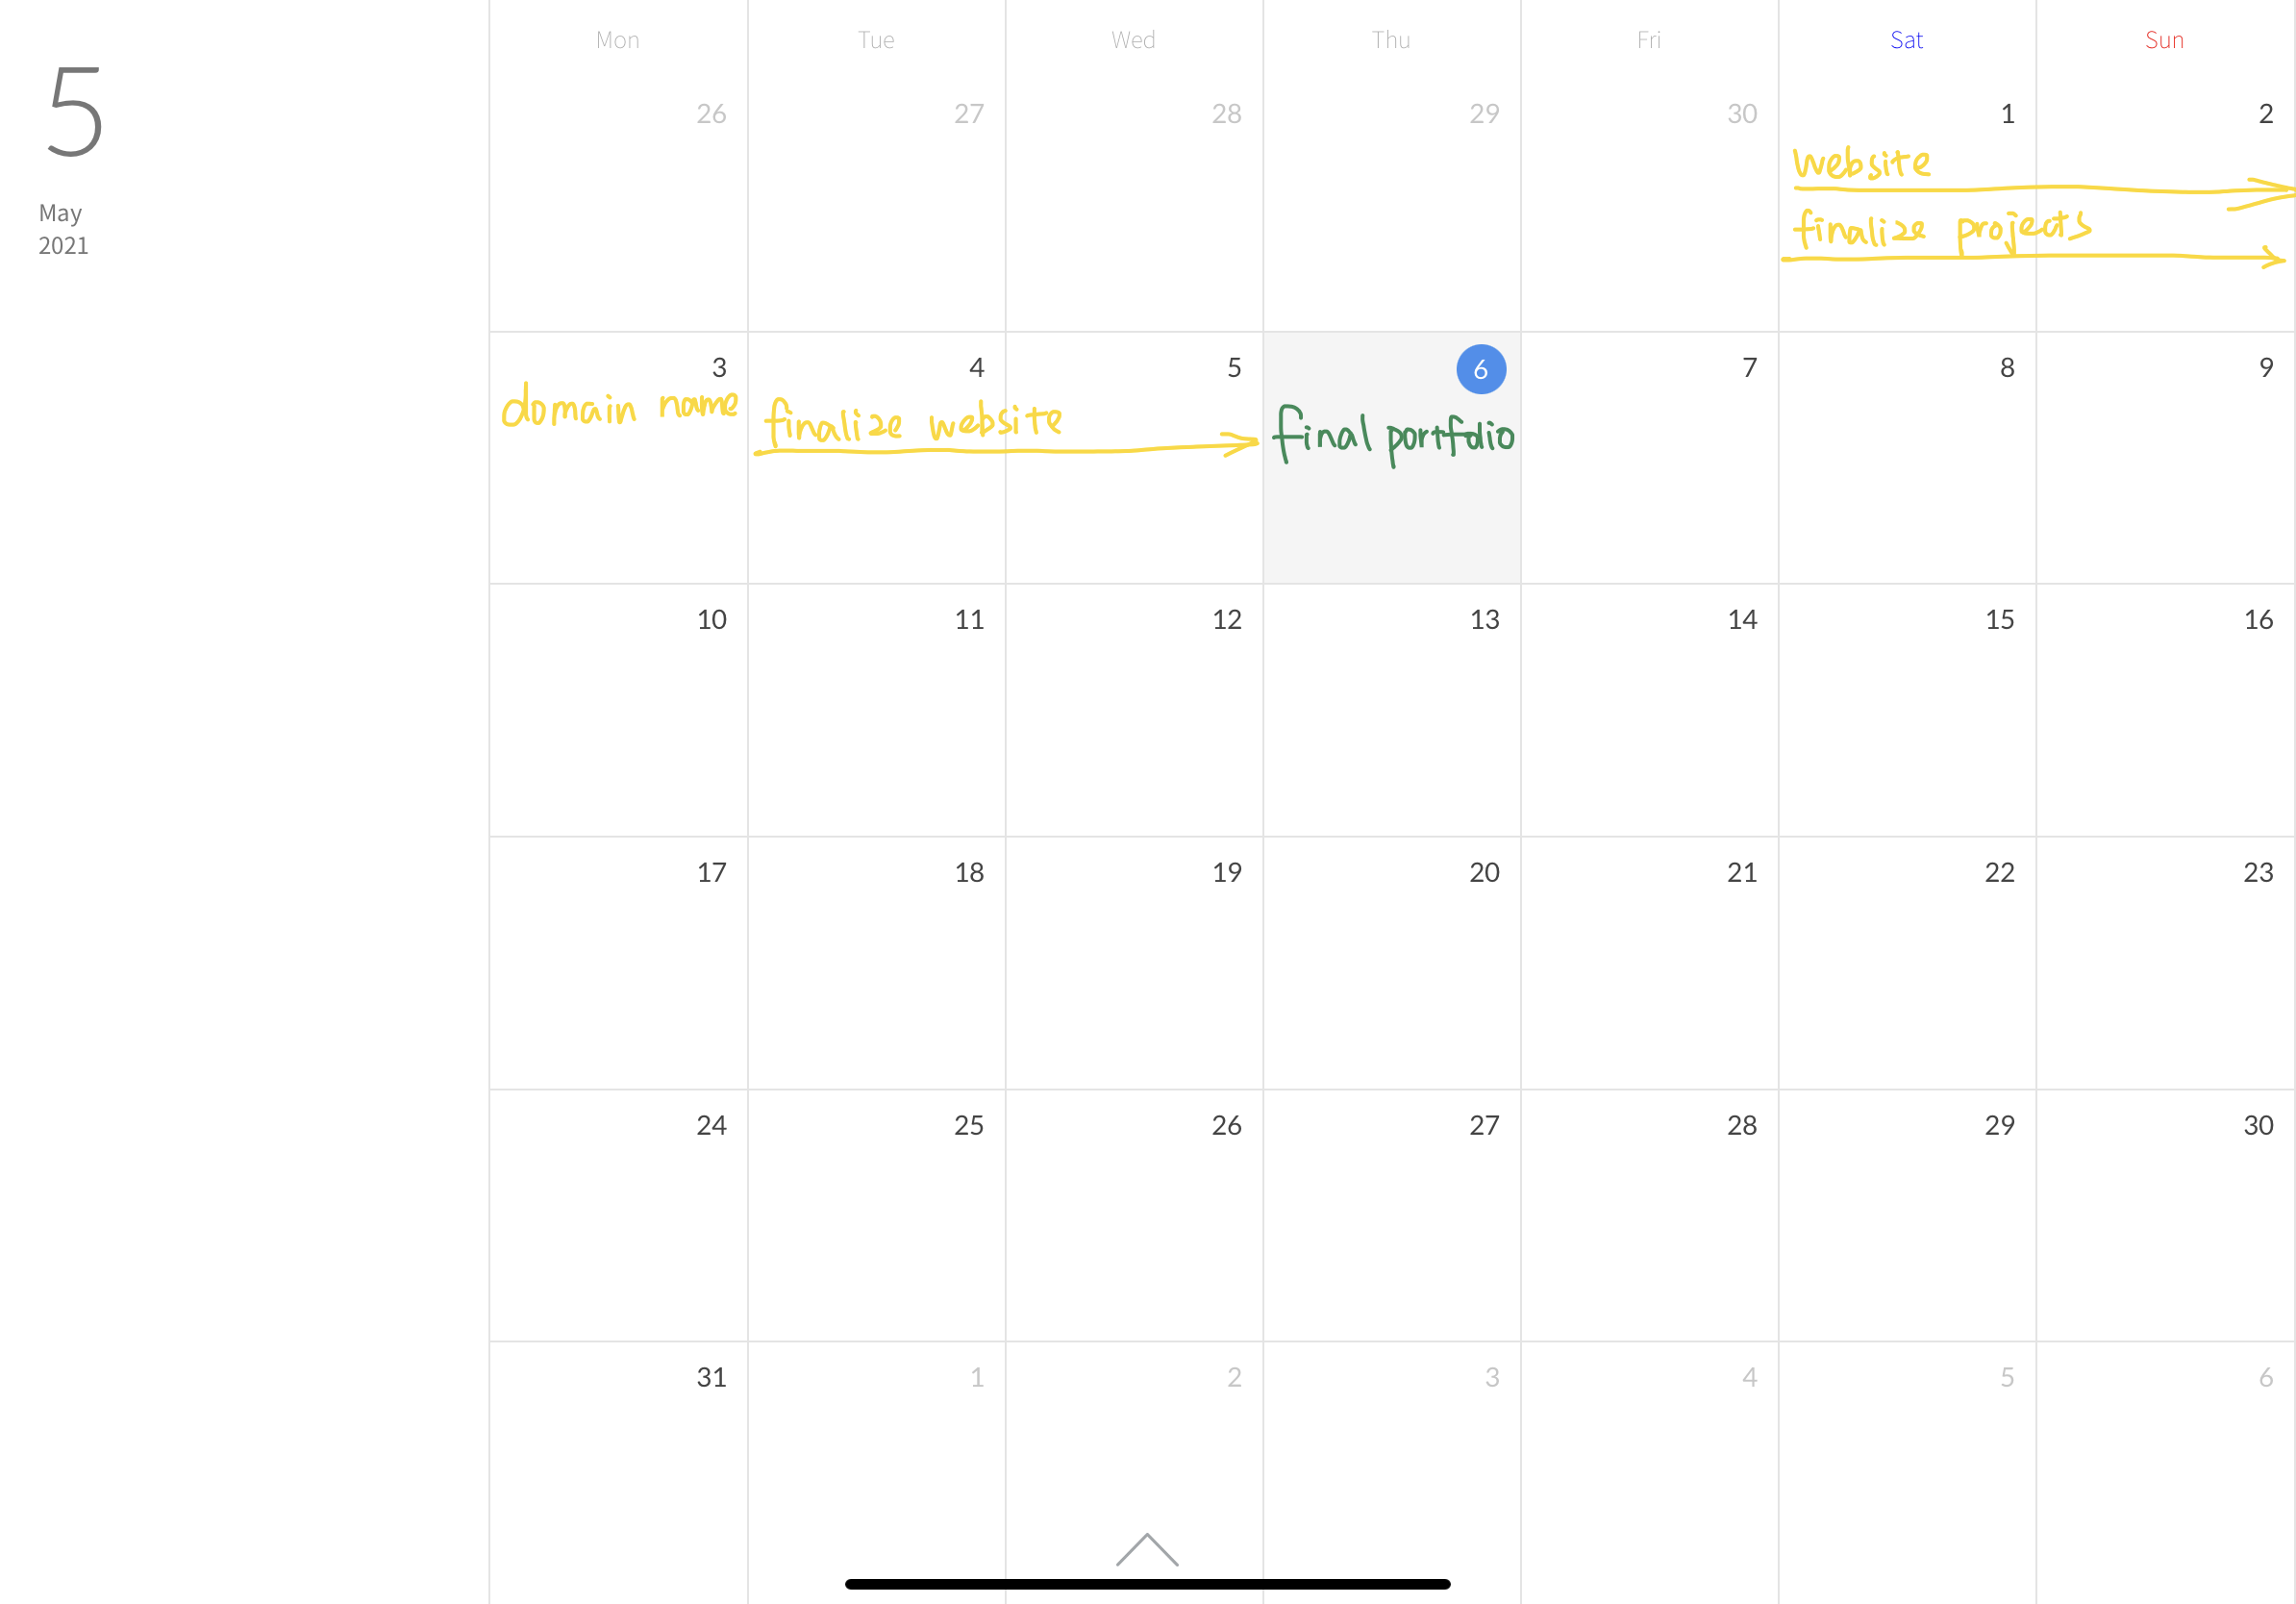 5
May
2021
Mon Tue Wed Thu Fri Sat Sun
26 27 28 29 30 1 2
website
finalize projects
3 4 5 6 7 8 9
domain name finalize website final portfolio
10 11 12 13 14 15 16
17 18 19 20 21 22 23
24 25 26 27 28 29 30
31 1 2 3 4 5 6